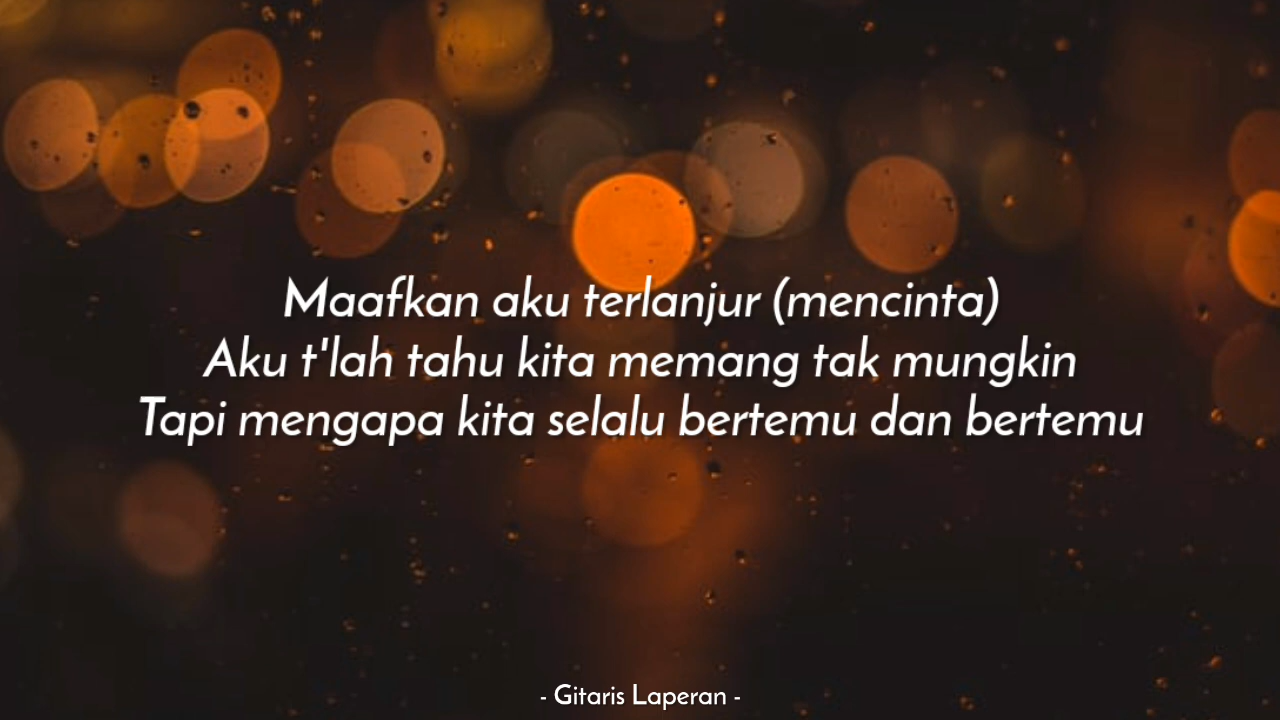 Maafkan aku terlanjur (mencinta)
Aku t'lah tahu kita memang tak mungkin
Tapi mengapa kita selalu bertemu dan bertemu
- Gitaris Laperan -